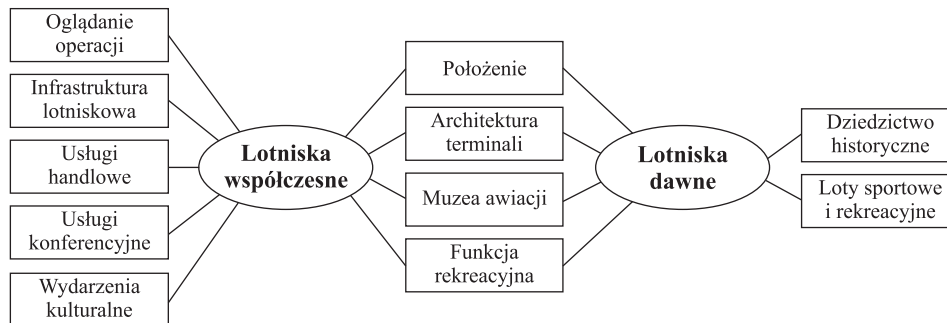 Oglądanie
operacji
Infrastruktura
lotniskowa
Usługi
handlowe
Usługi
konferencyjne
Wydarzenia
kulturalne
Lotniska
współczesne
Położenie
Architektura
terminali
Muzea awiacji
Funkcja
rekreacyjna
Lotniska
dawne
Dziedzictwo
historyczne
Loty sportowe
i rekreacyjne